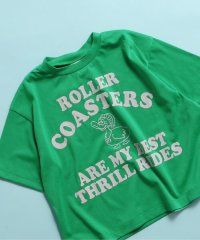 ROLLER
COASTERS
ARE MY BEST
THRILL RIDES